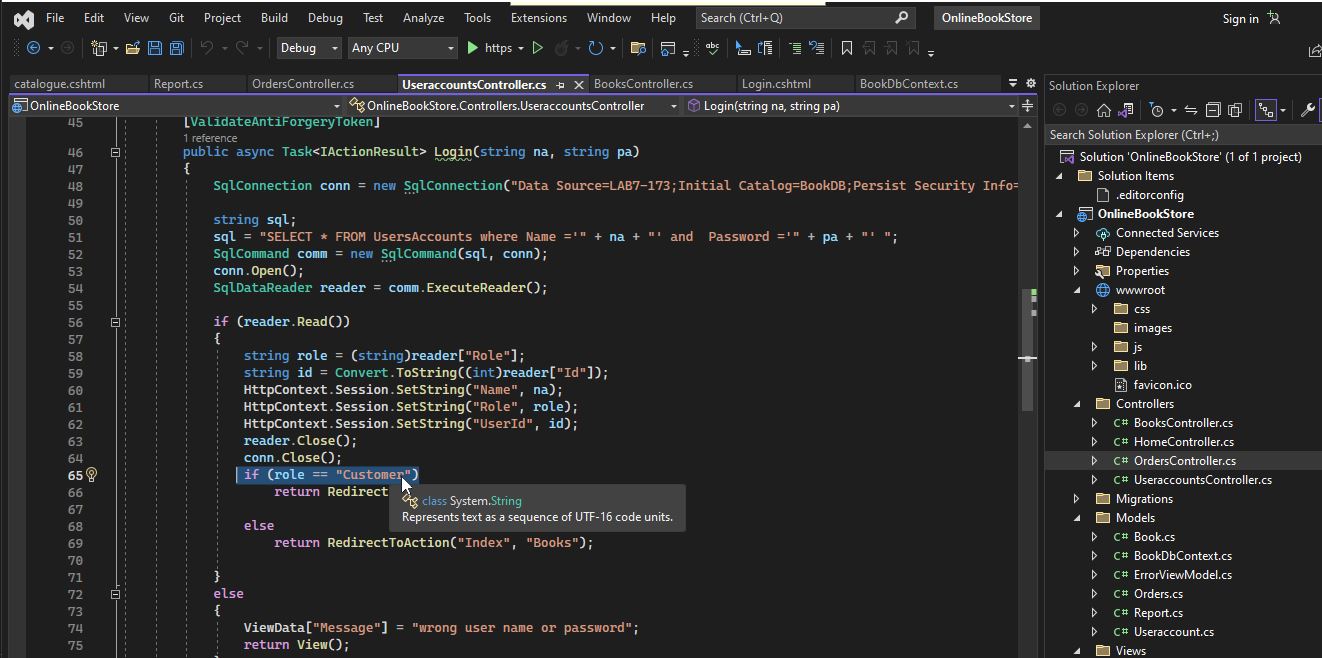 File Edit View Git Project Build Debug Test Analyze Tools Extensions Window Help Search (Ctrl+Q) OnlineBookStore Sign in
Debug Any CPU https
catalogue.cshtml Report.cs OrdersController.cs UseraccountsController.cs BooksController.cs Login.cshtml BookDbContext.cs
OnlineBookStore OnlineBookStore.Controllers.UseraccountsController Login(string na, string pa)
45 [ValidateAntiForgeryToken]
1 reference
46 public async Task<IActionResult> Login(string na, string pa)
47 {
48 SqlConnection conn = new SqlConnection("Data Source=LAB7-173;Initial Catalog=BookDB;Persist Security Info=
49
50 string sql;
51 sql = "SELECT * FROM UsersAccounts where Name ='" + na + "' and  Password ='" + pa + "' ";
52 SqlCommand comm = new SqlCommand(sql, conn);
53 conn.Open();
54 SqlDataReader reader = comm.ExecuteReader();
55
56 if (reader.Read())
57 {
58 string role = (string)reader["Role"];
59 string id = Convert.ToString((int)reader["Id"]);
60 HttpContext.Session.SetString("Name", na);
61 HttpContext.Session.SetString("Role", role);
62 HttpContext.Session.SetString("UserId", id);
63 reader.Close();
64 conn.Close();
65 if (role == "Customer")
66 return Redirect
class System.String
Represents text as a sequence of UTF-16 code units.
67
68 else
69 return RedirectToAction("Index", "Books");
70
71 }
72 else
73 {
74 ViewData["Message"] = "wrong user name or password";
75 return View();
Solution Explorer
Search Solution Explorer (Ctrl+;)
Solution 'OnlineBookStore' (1 of 1 project)
Solution Items
.editorconfig
OnlineBookStore
Connected Services
Dependencies
Properties
wwwroot
css
images
js
lib
favicon.ico
Controllers
C# BooksController.cs
C# HomeController.cs
C# OrdersController.cs
C# UseraccountsController.cs
Migrations
Models
C# Book.cs
C# BookDbContext.cs
C# ErrorViewModel.cs
C# Orders.cs
C# Report.cs
C# Useraccount.cs
Views